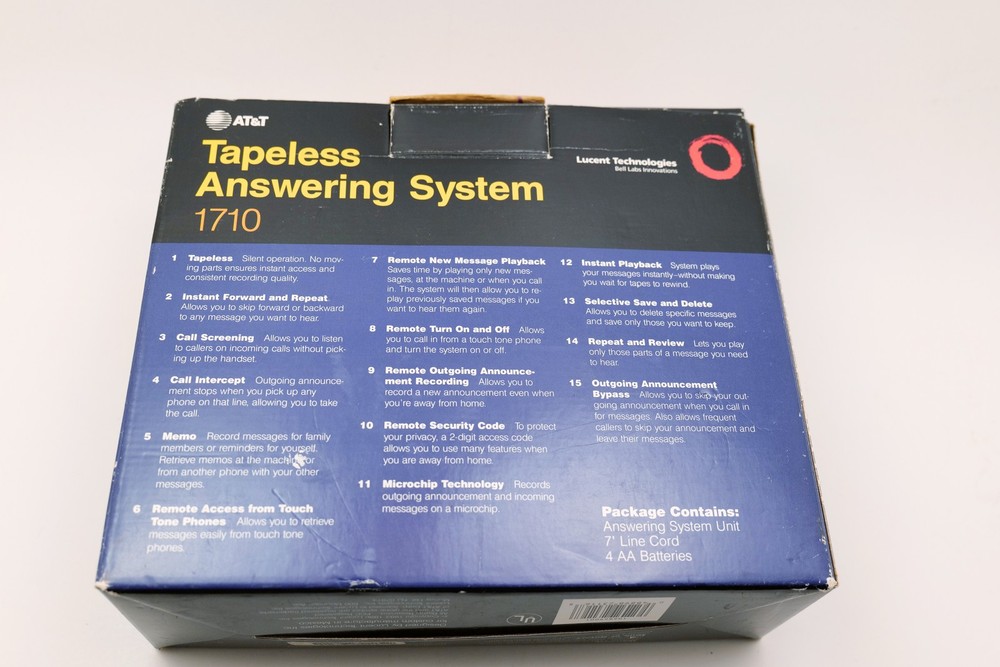 AT&T
Tapeless
Answering System
1710
Lucent Technologies
Bell Labs Innovations
1 Tapeless Silent operation. No mov-
ing parts ensures instant access and
consistent recording quality.
2 Instant Forward and Repeat
Allows you to skip forward or backward
to any message you want to hear.
3 Call Screening Allows you to listen
to callers on incoming calls without pick-
ing up the handset.
4 Call Intercept Outgoing announce-
ment stops when you pick up any
phone on that line, allowing you to take
the call.
5 Memo Record messages for family
members or reminders for yourself.
Retrieve memos at the machine or
from another phone with your other
messages.
6 Remote Access from Touch
Tone Phones Allows you to retrieve
messages easily from touch tone
phones.
7 Remote New Message Playback
Saves time by playing only new mes-
sages, at the machine or when you call
in. The system will then allow you to re-
play previously saved messages if you
want to hear them again.
8 Remote Turn On and Off Allows
you to call in from a touch tone phone
and turn the system on or off.
9 Remote Outgoing Announce-
ment Recording Allows you to
record a new announcement even when
you're away from home.
10 Remote Security Code To protect
your privacy, a 2-digit access code
allows you to use many features when
you are away from home.
11 Microchip Technology Records
outgoing announcement and incoming
messages on a microchip.
12 Instant Playback System plays
your messages instantly–without making
you wait for tapes to rewind.
13 Selective Save and Delete
Allows you to delete specific messages
and save only those you want to keep.
14 Repeat and Review Lets you play
only those parts of a message you need
to hear.
15 Outgoing Announcement
Bypass Allows you to skip your out-
going announcement when you call in
for messages. Also allows frequent
callers to skip your announcement and
leave their messages.
Package Contains:
Answering System Unit
7' Line Cord
4 AA Batteries
UL